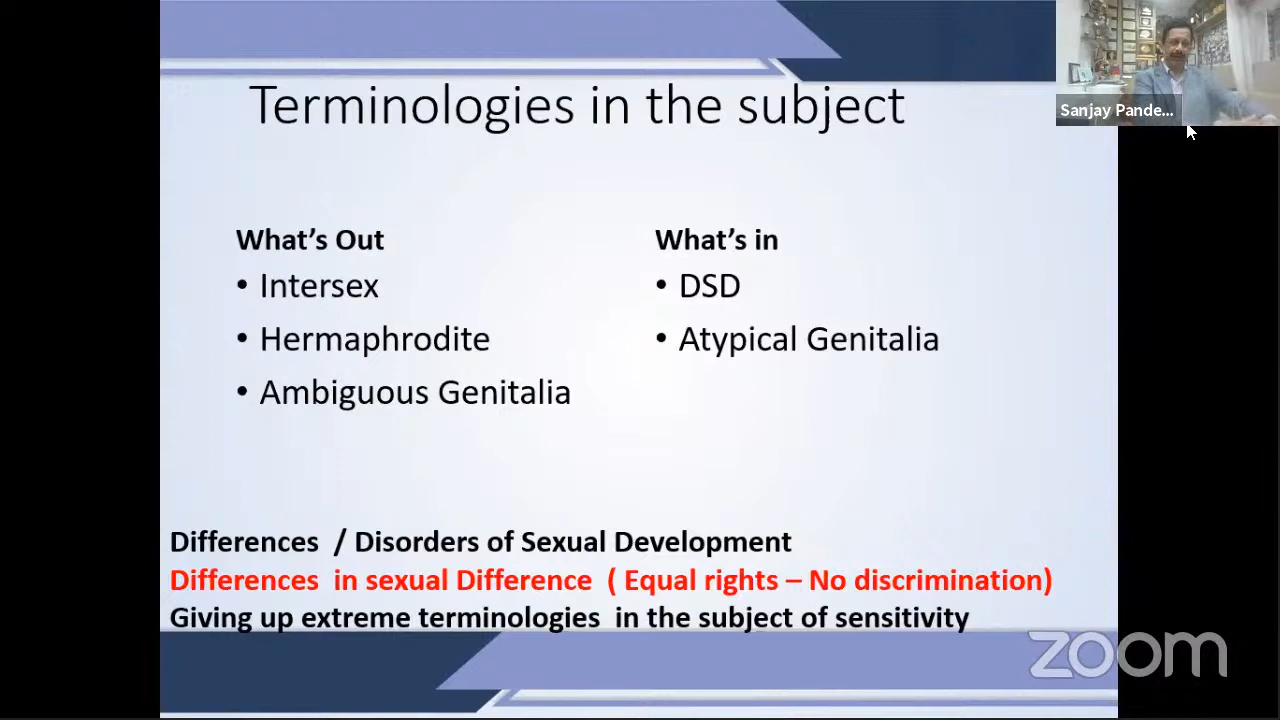 Terminologies in the subject
What's Out
• Intersex
• Hermaphrodite
• Ambiguous Genitalia
What's in
• DSD
• Atypical Genitalia
Differences / Disorders of Sexual Development
Differences in sexual Difference ( Equal rights – No discrimination)
Giving up extreme terminologies in the subject of sensitivity
Sanjay Pande...
zoom